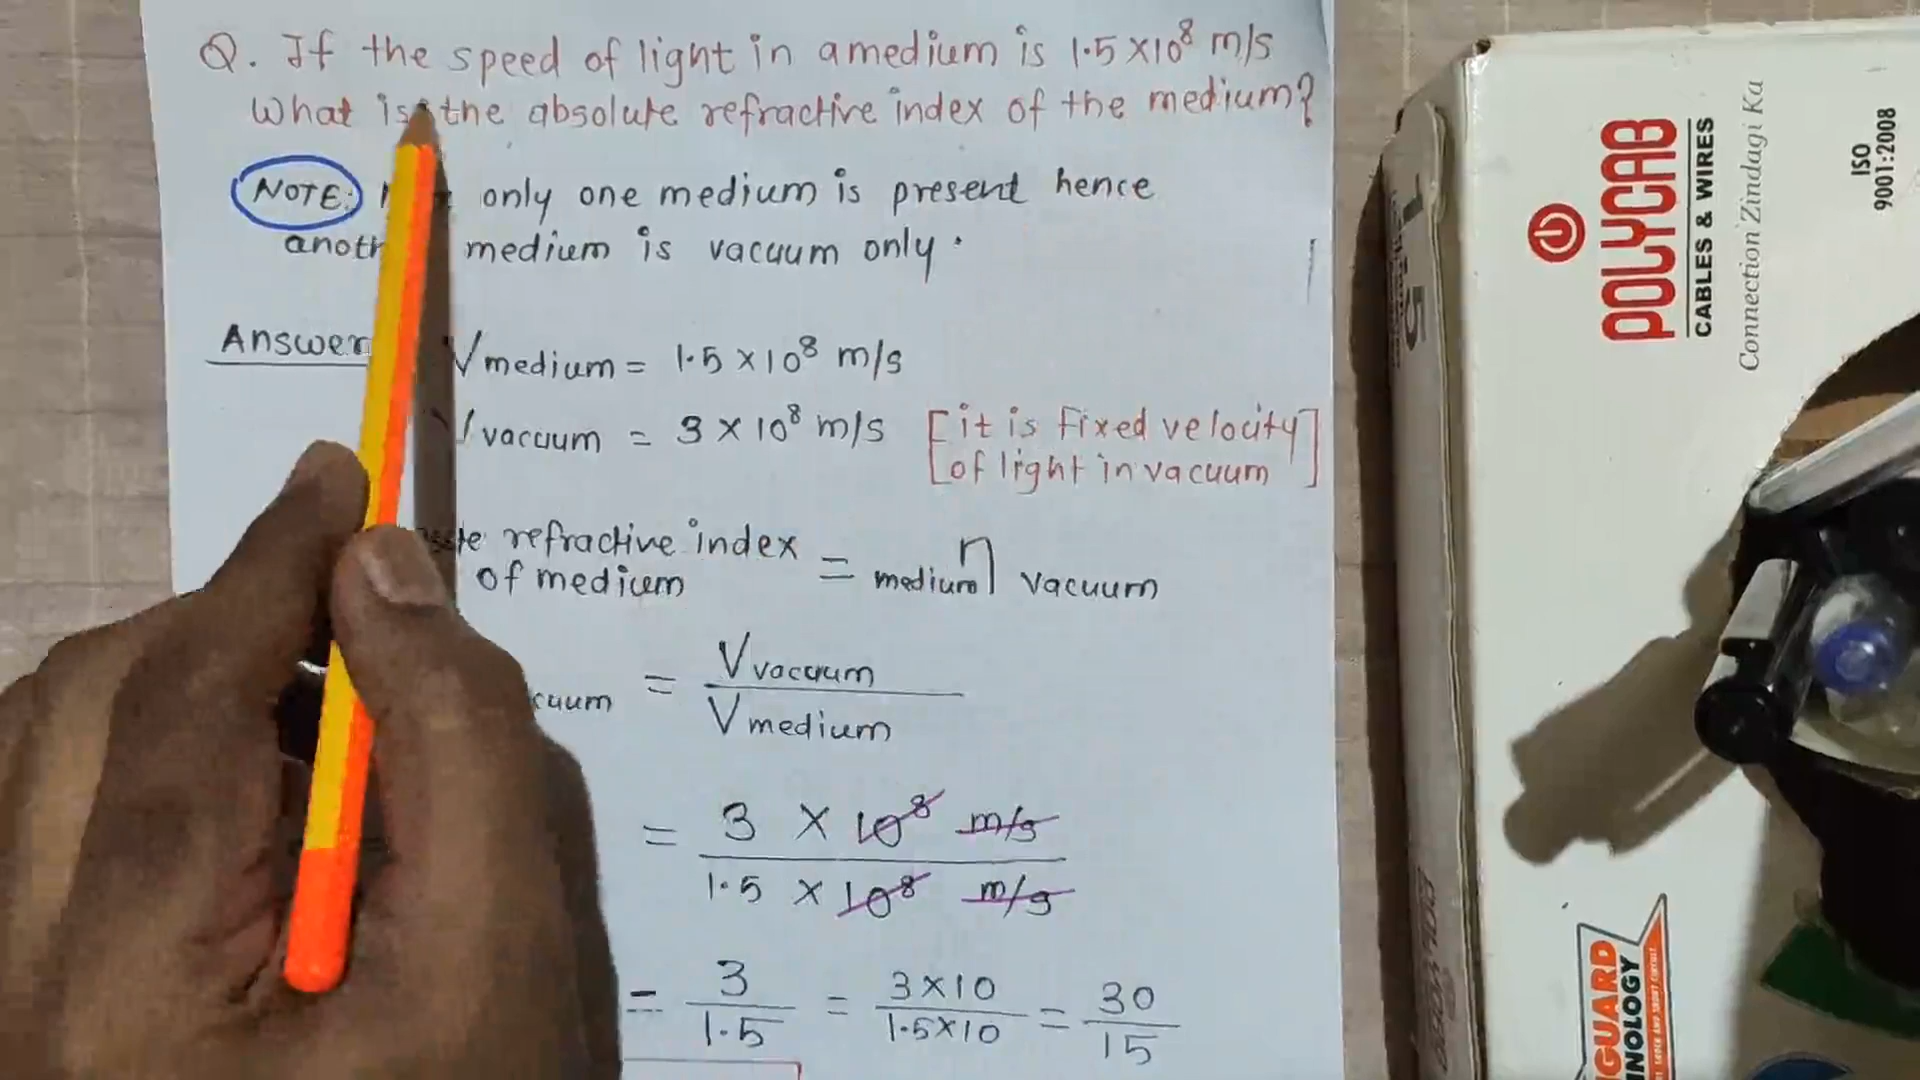 Q. If the speed of light in a medium is 1.5 × 10⁸ m/s
What is the absolute refractive index of the medium?
NOTE: only one medium is present hence
medium is vacuum only.
Answer
Vmedium = 1.5 × 10⁸ m/s
Vvacuum = 3 × 10⁸ m/s [it is fixed velocity
of light in vacuum]
refractive index
of medium = medium n vacuum
= Vvacuum / Vmedium
= 3 × 10⁸ m/s / 1.5 × 10⁸ m/s
= 3 / 1.5 = 3×10 / 1.5×10 = 30 / 15
POLYCAB
CABLES & WIRES
Connection Zindagi Ka
ISO
9001:2008
1.5